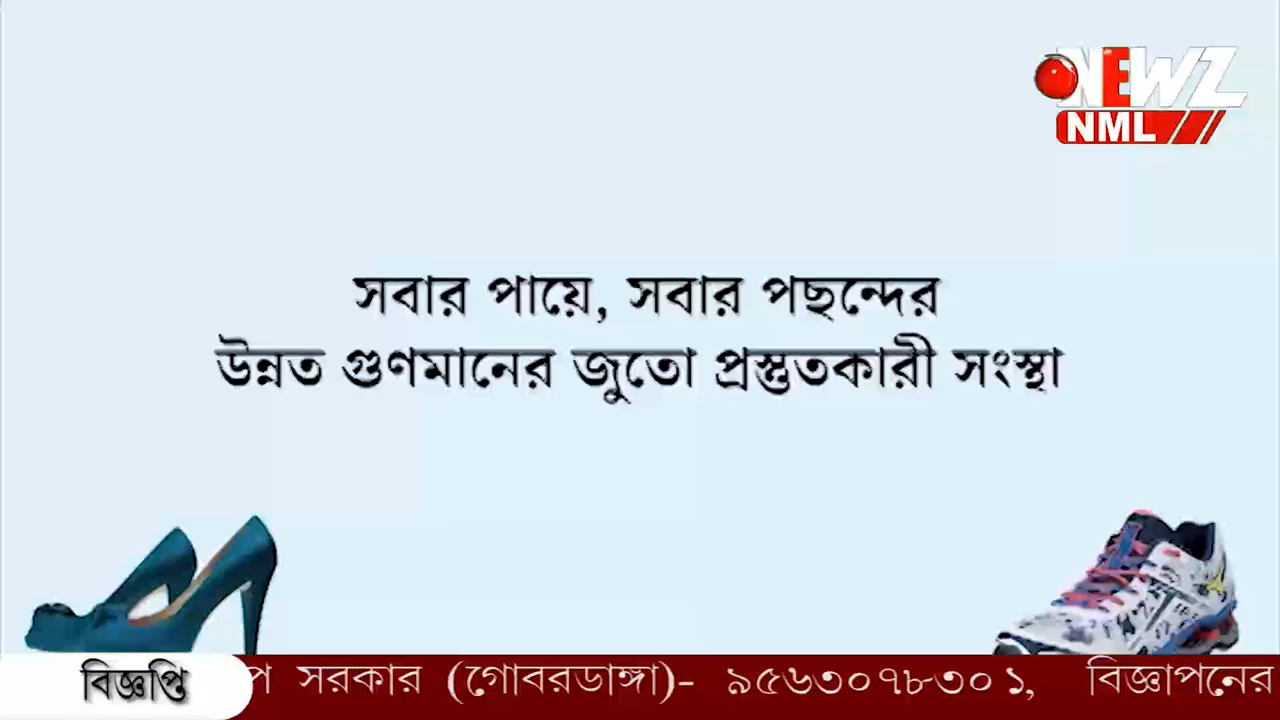 NEWZ
NML
সবার পায়ে, সবার পছন্দের
উন্নত গুণমানের জুতো প্রস্তুতকারী সংস্থা
বিজ্ঞপ্তি
প সরকার (গোবরডাঙ্গা)- ৯৫৬৩০৭৮৩০১, বিজ্ঞাপনের